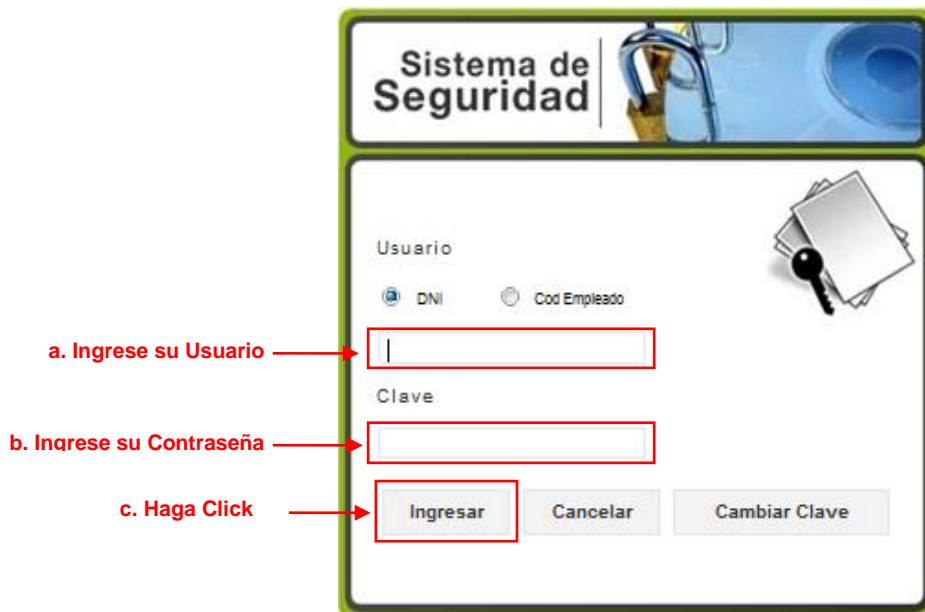 Sistema de
Seguridad
Usuario
DNI Cod Empleado
a. Ingrese su Usuario
Clave
b. Ingrese su Contraseña
c. Haga Click
Ingresar Cancelar Cambiar Clave